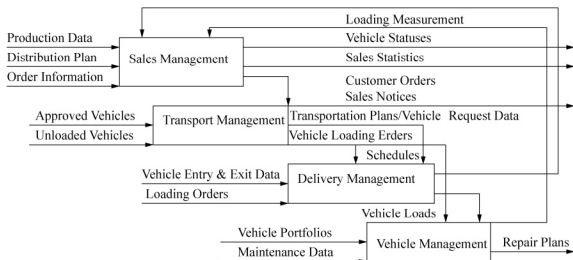 Loading Measurement
Production Data
Vehicle Statuses
Distribution Plan
Sales Management
Sales Statistics
Order Information
Customer Orders
Sales Notices
Approved Vehicles
Transport Management
Transportation Plans/Vehicle Request Data
Unloaded Vehicles
Vehicle Loading Erders
Schedules
Vehicle Entry & Exit Data
Delivery Management
Loading Orders
Vehicle Loads
Vehicle Portfolios
Vehicle Management
Repair Plans
Maintenance Data